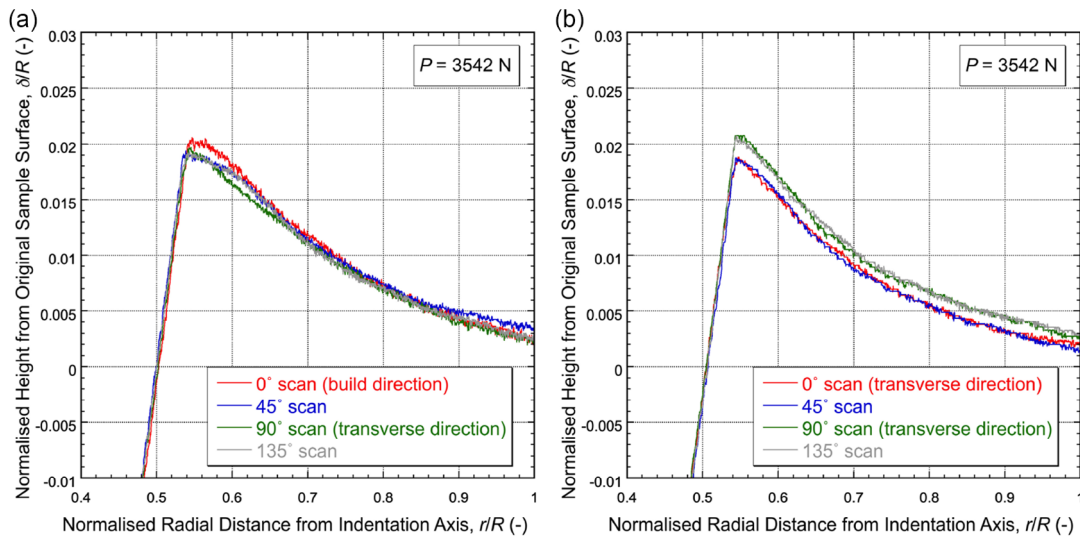 (a)
Normalised Height from Original Sample Surface, δ/R (-)
0.03
0.025
0.02
0.015
0.01
0.005
0
-0.005
-0.01
P = 3542 N
0˚ scan (build direction)
45˚ scan
90˚ scan (transverse direction)
135˚ scan
0.4 0.5 0.6 0.7 0.8 0.9 1
Normalised Radial Distance from Indentation Axis, r/R (-)
(b)
Normalised Height from Original Sample Surface, δ/R (-)
0.03
0.025
0.02
0.015
0.01
0.005
0
-0.005
-0.01
P = 3542 N
0˚ scan (transverse direction)
45˚ scan
90˚ scan (transverse direction)
135˚ scan
0.4 0.5 0.6 0.7 0.8 0.9 1
Normalised Radial Distance from Indentation Axis, r/R (-)